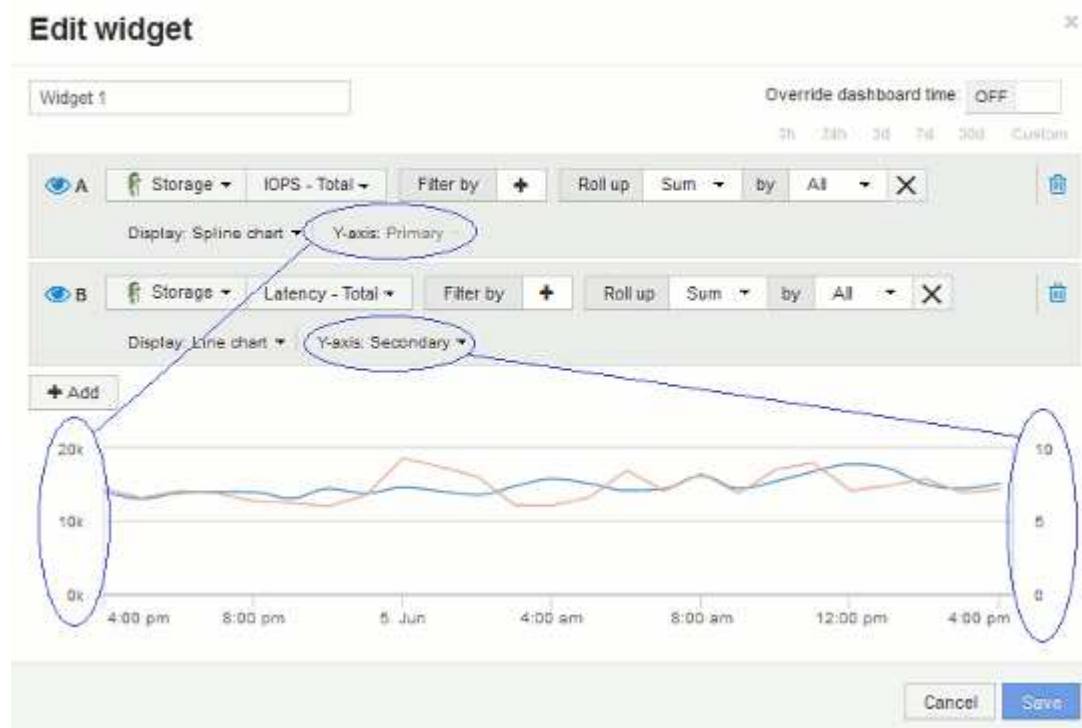 Edit widget
Widget 1
Override dashboard time OFF
3h 24h 3d 7d 30d Custom
A Storage IOPS - Total Filter by + Roll up Sum by All X
Display: Spline chart Y-axis: Primary
B Storage Latency - Total Filter by + Roll up Sum by All X
Display: Line chart Y-axis: Secondary
+ Add
20k 10
10k 5
0k 0
4:00 pm 8:00 pm 5. Jun 4:00 am 8:00 am 12:00 pm 4:00 pm
Cancel Save